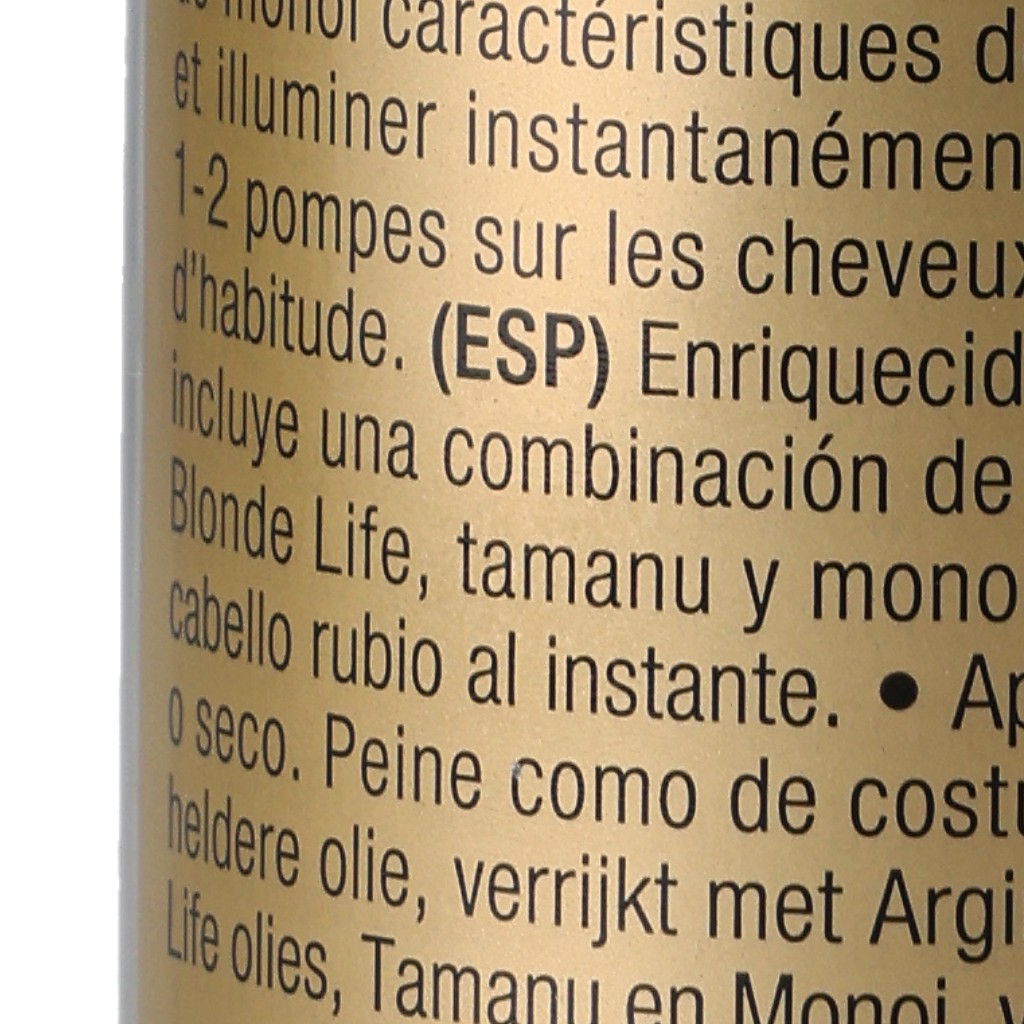 monoï caractéristiques d
et illuminer instantanémen
1-2 pompes sur les cheveux
d'habitude. (ESP) Enriquecid
incluye una combinación de
Blonde Life, tamanu y mono
cabello rubio al instante. • Ap
o seco. Peine como de costu
heldere olie, verrijkt met Argi
Life olies, Tamanu en Monoi,